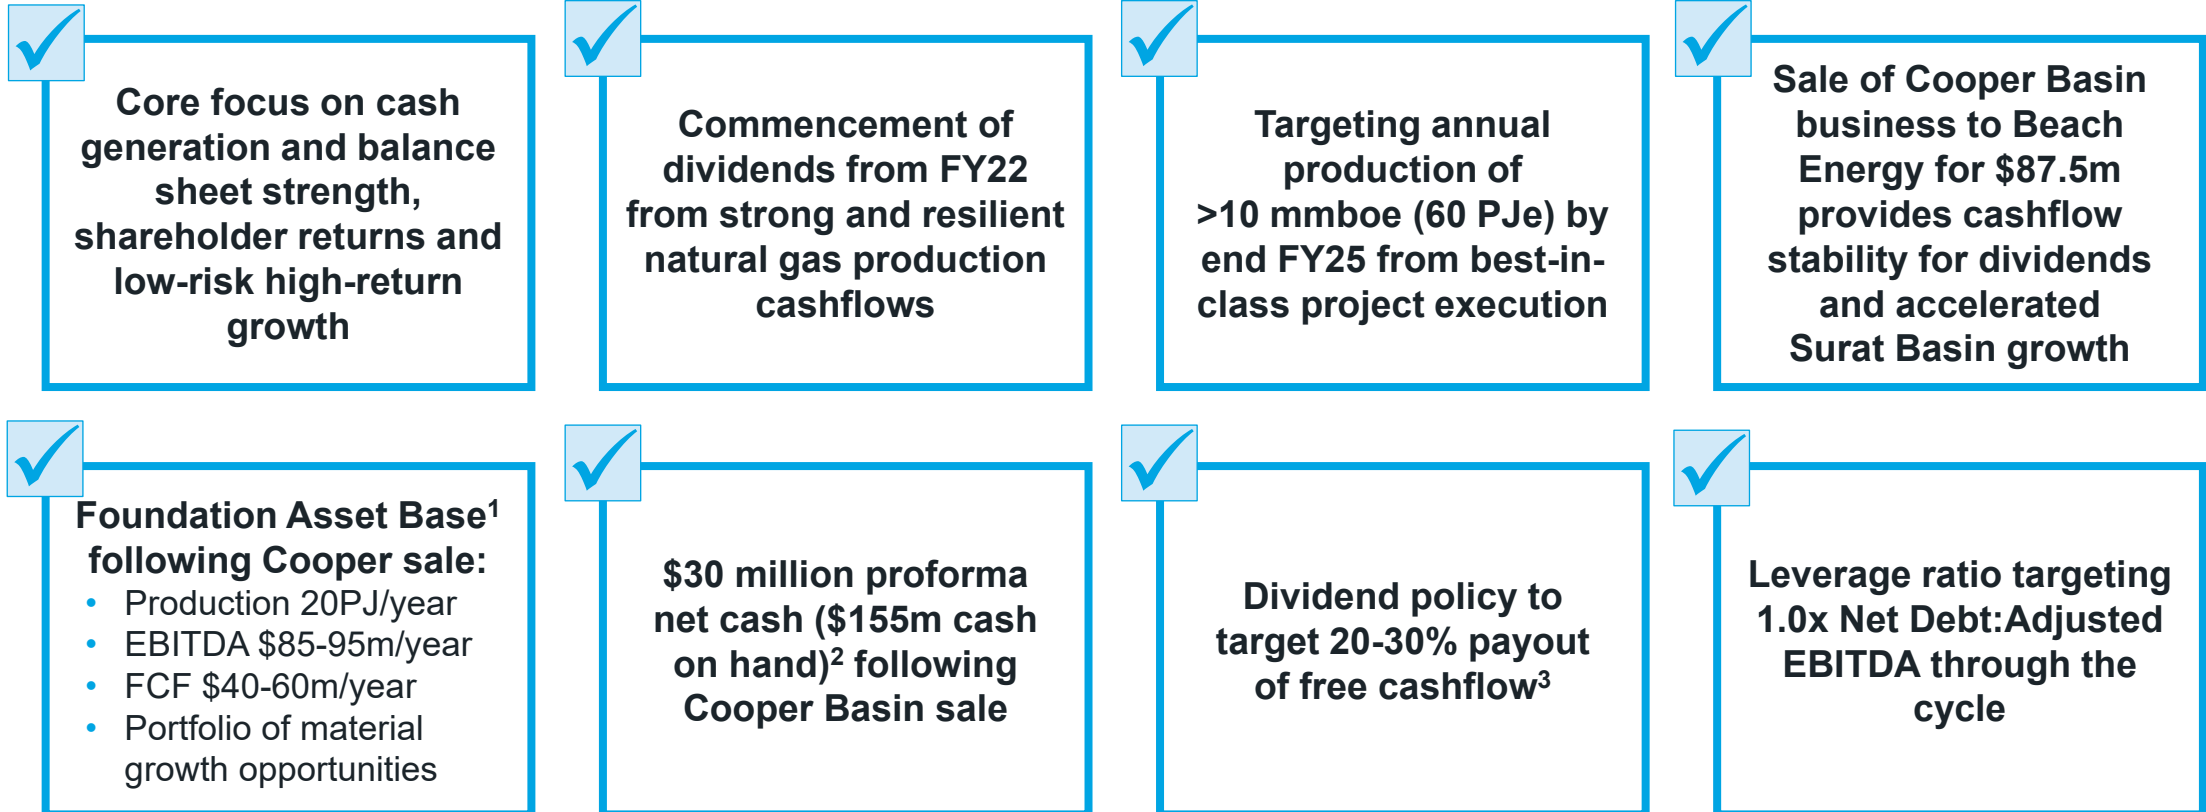 Core focus on cash
generation and balance
sheet strength,
shareholder returns and
low-risk high-return
growth
Commencement of
dividends from FY22
from strong and resilient
natural gas production
cashflows
Targeting annual
production of
>10 mmboe (60 PJe) by
end FY25 from best-in-
class project execution
Sale of Cooper Basin
business to Beach
Energy for $87.5m
provides cashflow
stability for dividends
and accelerated
Surat Basin growth
Foundation Asset Base¹
following Cooper sale:
• Production 20PJ/year
• EBITDA $85-95m/year
• FCF $40-60m/year
• Portfolio of material
growth opportunities
$30 million proforma
net cash ($155m cash
on hand)² following
Cooper Basin sale
Dividend policy to
target 20-30% payout
of free cashflow³
Leverage ratio targeting
1.0x Net Debt:Adjusted
EBITDA through the
cycle